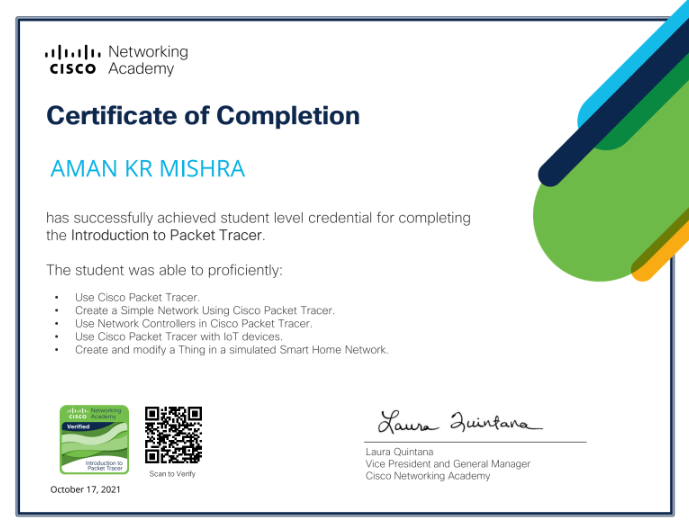 Networking
CISCO Academy
Certificate of Completion
AMAN KR MISHRA
has successfully achieved student level credential for completing
the Introduction to Packet Tracer.
The student was able to proficiently:
• Use Cisco Packet Tracer.
• Create a Simple Network Using Cisco Packet Tracer.
• Use Network Controllers in Cisco Packet Tracer.
• Use Cisco Packet Tracer with IoT devices.
• Create and modify a Thing in a simulated Smart Home Network.
Networking
CISCO Academy
Verified
Introduction to
Packet Tracer
Scan to Verify
October 17, 2021
Laura Quintana
Laura Quintana
Vice President and General Manager
Cisco Networking Academy